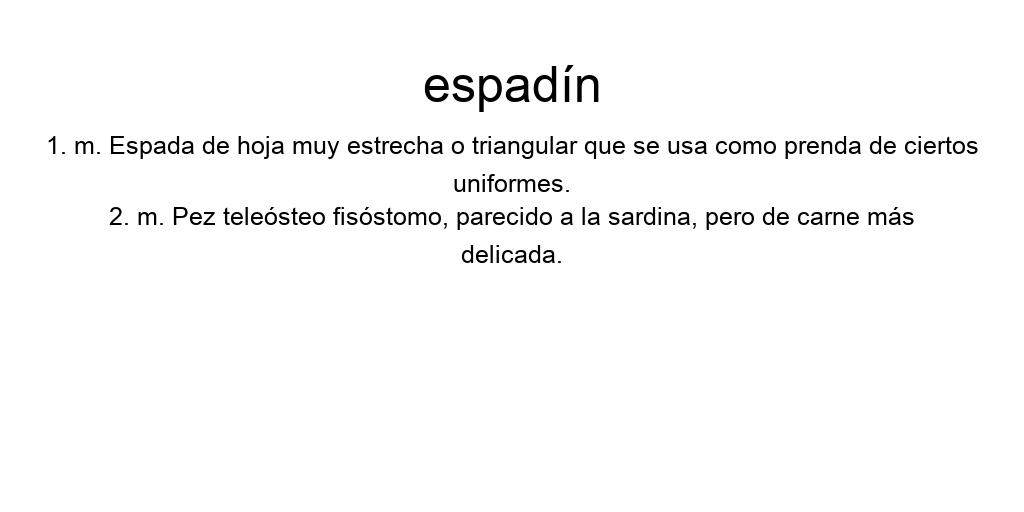 espadín
1. m. Espada de hoja muy estrecha o triangular que se usa como prenda de ciertos
uniformes.
2. m. Pez teleósteo fisóstomo, parecido a la sardina, pero de carne más
delicada.